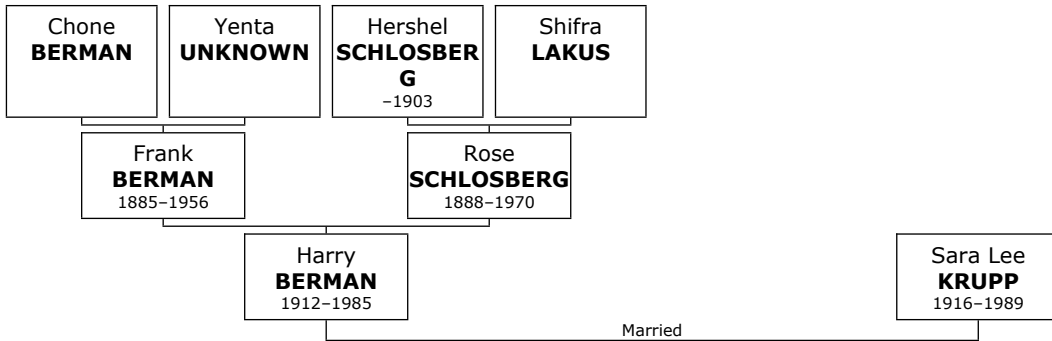 Chone
BERMAN
Yenta
UNKNOWN
Hershel
SCHLOSBER
G
–1903
Shifra
LAKUS
Frank
BERMAN
1885–1956
Rose
SCHLOSBERG
1888–1970
Harry
BERMAN
1912–1985
Sara Lee
KRUPP
1916–1989
Married